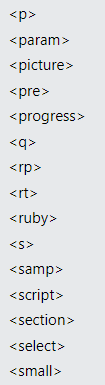 <p>
<param>
<picture>
<pre>
<progress>
<q>
<rp>
<rt>
<ruby>
<s>
<samp>
<script>
<section>
<select>
<small>